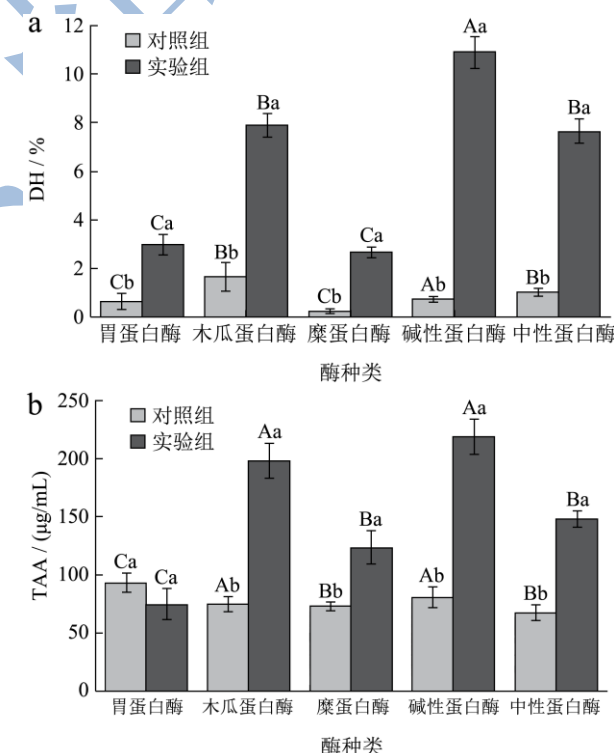 a
DH / %
12
10
8
6
4
2
0
对照组
实验组
Cb
Ca
Bb
Ba
Cb
Ca
Ab
Aa
Bb
Ba
胃蛋白酶 木瓜蛋白酶 糜蛋白酶 碱性蛋白酶 中性蛋白酶
酶种类
b
TAA / (μg/mL)
250
200
150
100
50
0
对照组
实验组
Ca
Ca
Ab
Aa
Bb
Ba
Ab
Aa
Bb
Ba
胃蛋白酶 木瓜蛋白酶 糜蛋白酶 碱性蛋白酶 中性蛋白酶
酶种类